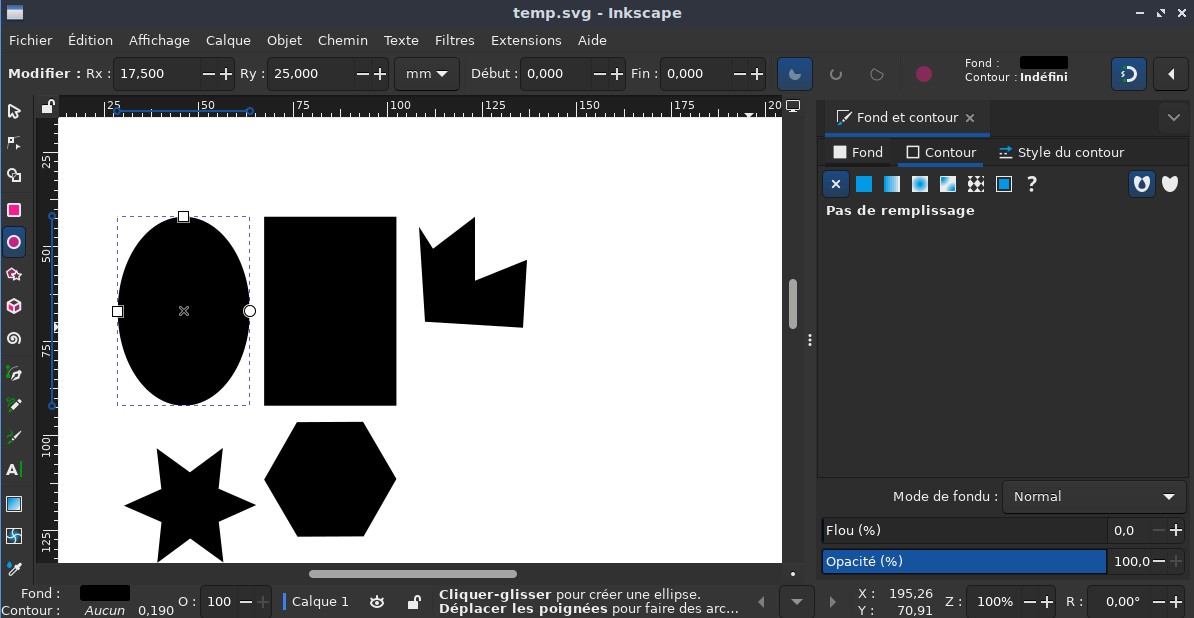 temp.svg - Inkscape
Fichier Édition Affichage Calque Objet Chemin Texte Filtres Extensions Aide
Modifier : Rx : 17,500 Ry : 25,000 mm Début : 0,000 Fin : 0,000 Fond :
Contour : Indéfini
25 50 75 100 125 150 175 20
Fond et contour
Fond Contour Style du contour
?
Pas de remplissage
25
50
75
100
125
A
Mode de fondu : Normal
Flou (%) 0,0
Opacité (%) 100,0
Fond :
Contour : Aucun 0,190 O : 100 Calque 1
Cliquer-glisser pour créer une ellipse.
Déplacer les poignées pour faire des arc...
X : 195,26
Y : 70,91
Z : 100% R : 0,00°